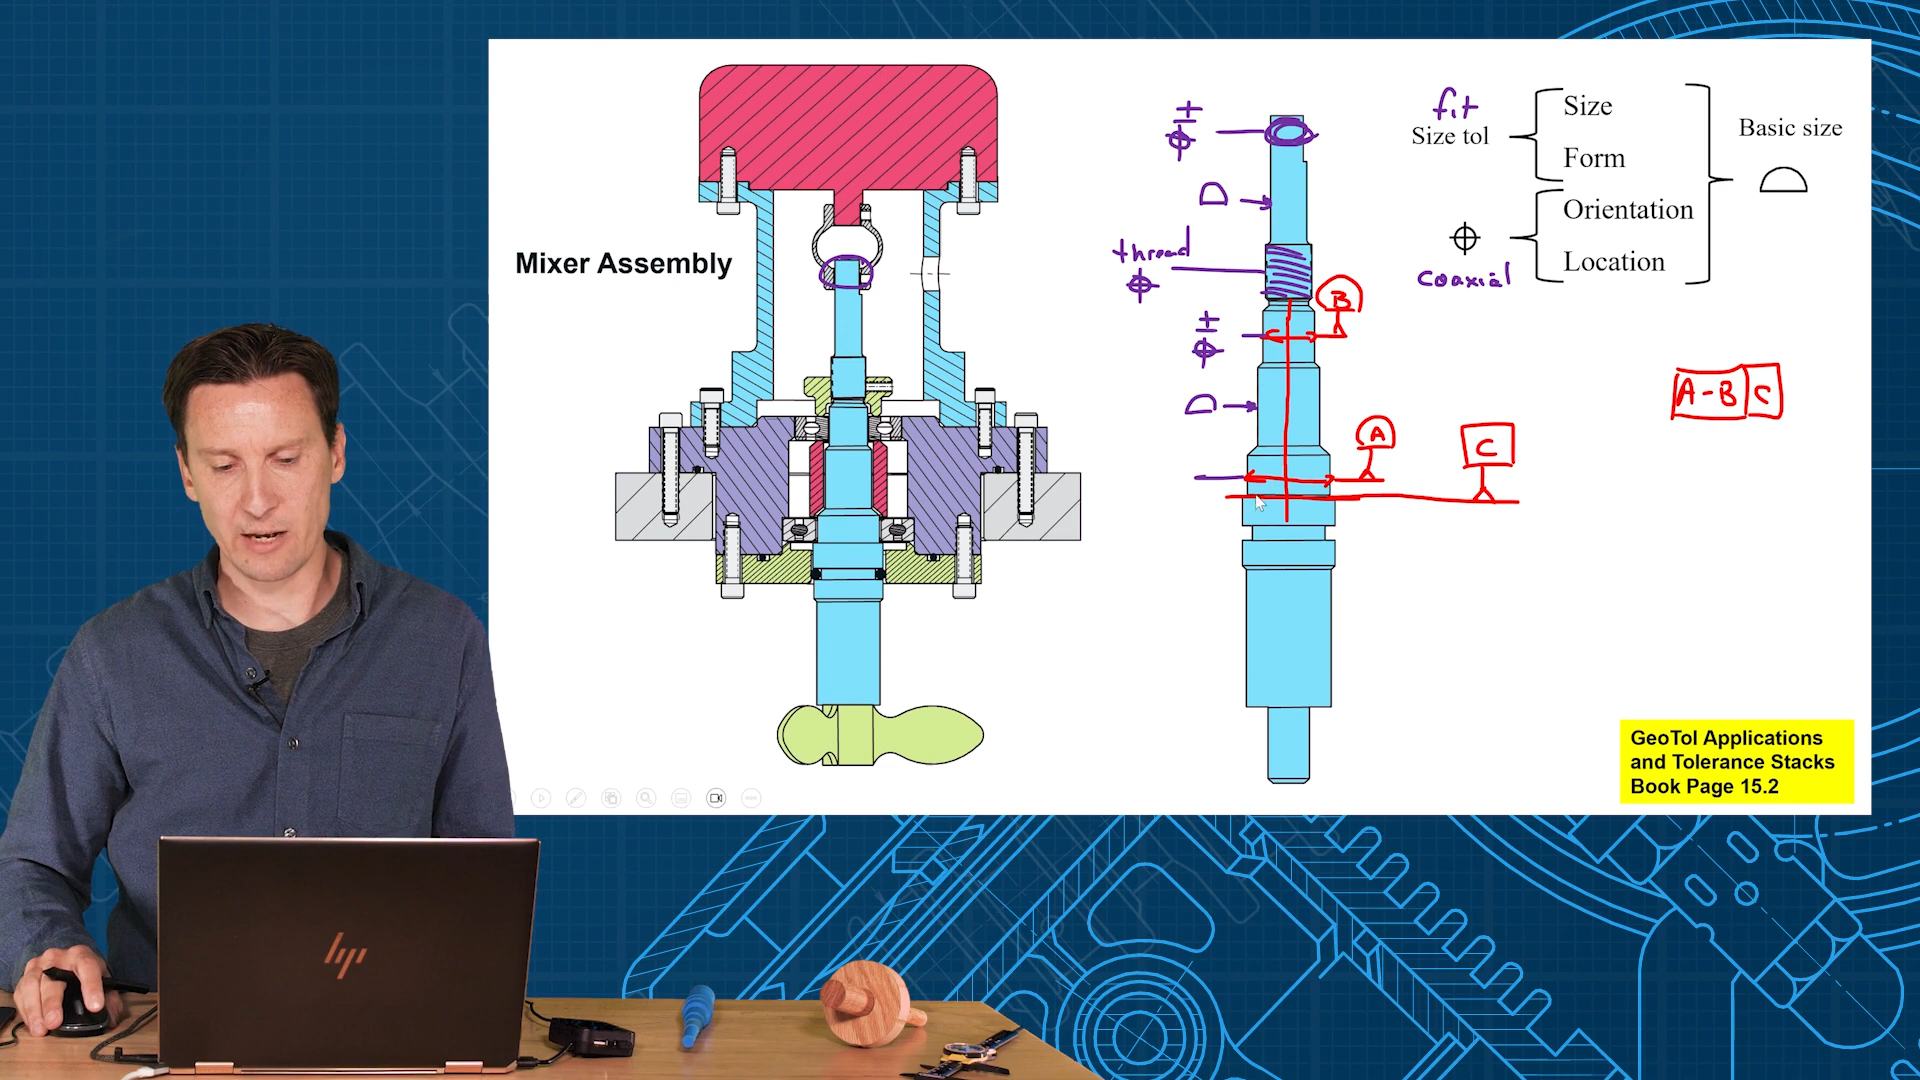 Mixer Assembly
±
⌖
thread
⌖
±
⌖
B
A
C
fit
Size tol
Size
Form
Orientation
Location
⌖
coaxial
Basic size
A-B C
GeoTol Applications
and Tolerance Stacks
Book Page 15.2
hp